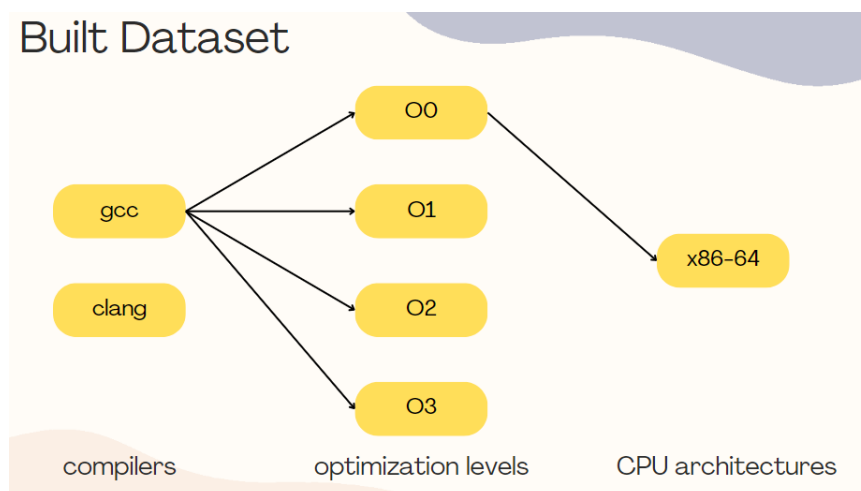 Built Dataset
O0
gcc
O1
x86-64
clang
O2
O3
compilers
optimization levels
CPU architectures